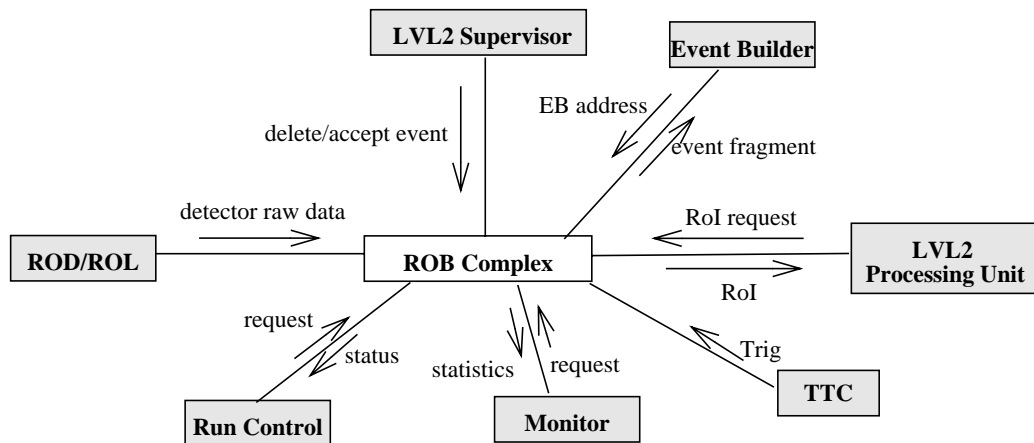 LVL2 Supervisor
Event Builder
EB address
delete/accept event
event fragment
detector raw data
RoI request
ROD/ROL
ROB Complex
LVL2
Processing Unit
RoI
request
status
statistics
request
Trig
TTC
Run Control
Monitor